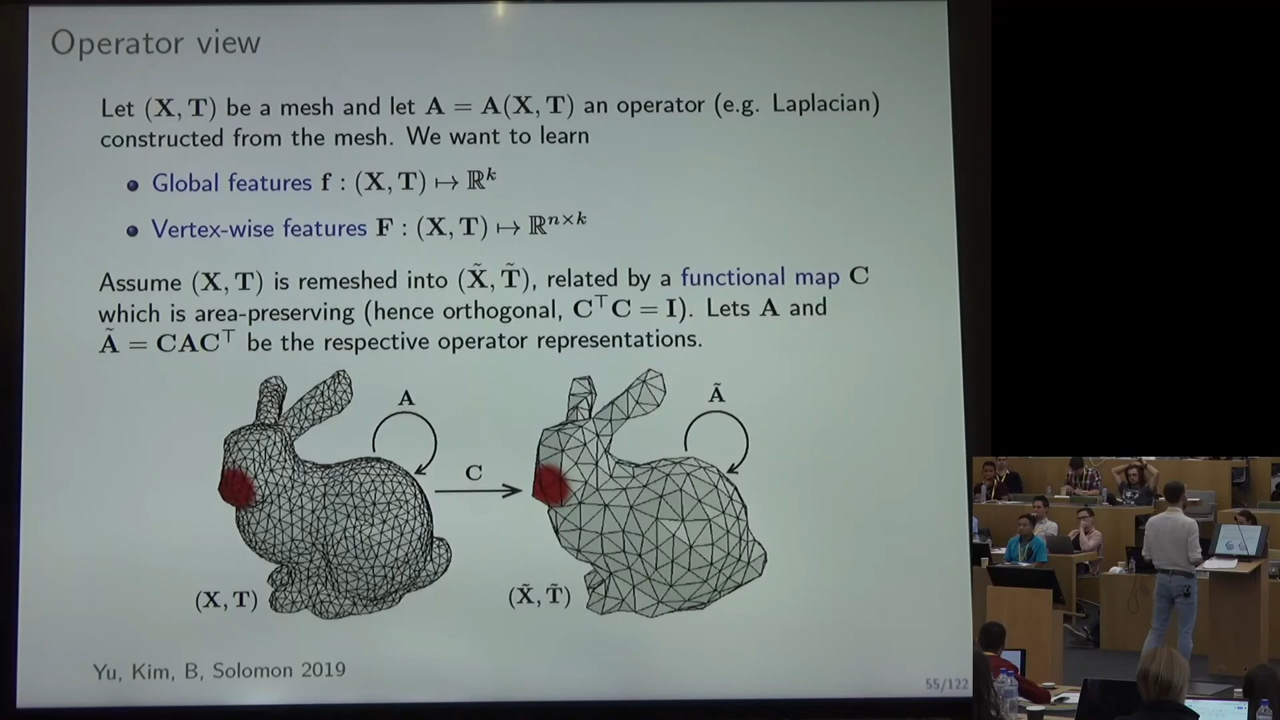 Operator view
Let (X, T) be a mesh and let A = A(X, T) an operator (e.g. Laplacian)
constructed from the mesh. We want to learn
• Global features f : (X, T) ↦ ℝᵏ
• Vertex-wise features F : (X, T) ↦ ℝⁿˣᵏ
Assume (X, T) is remeshed into (X̃, T̃), related by a functional map C
which is area-preserving (hence orthogonal, C⊤C = I). Lets A and
Ã = CAC⊤ be the respective operator representations.
A
Ã
C
(X, T)
(X̃, T̃)
Yu, Kim, B, Solomon 2019
55/122